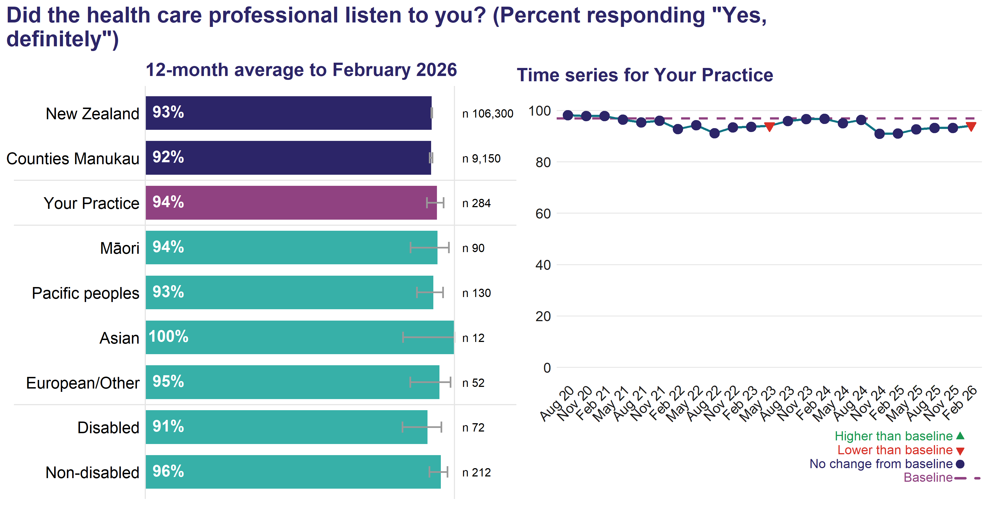 Did the health care professional listen to you? (Percent responding "Yes,
definitely")
12-month average to February 2026
New Zealand 93% n 106,300
Counties Manukau 92% n 9,150
Your Practice 94% n 284
Māori 94% n 90
Pacific peoples 93% n 130
Asian 100% n 12
European/Other 95% n 52
Disabled 91% n 72
Non-disabled 96% n 212
Time series for Your Practice
100
80
60
40
20
0
Aug 20
Nov 20
Feb 21
May 21
Aug 21
Nov 21
Feb 22
May 22
Aug 22
Nov 22
Feb 23
May 23
Aug 23
Nov 23
Feb 24
May 24
Aug 24
Nov 24
Feb 25
May 25
Aug 25
Nov 25
Feb 26
Higher than baseline
Lower than baseline
No change from baseline
Baseline